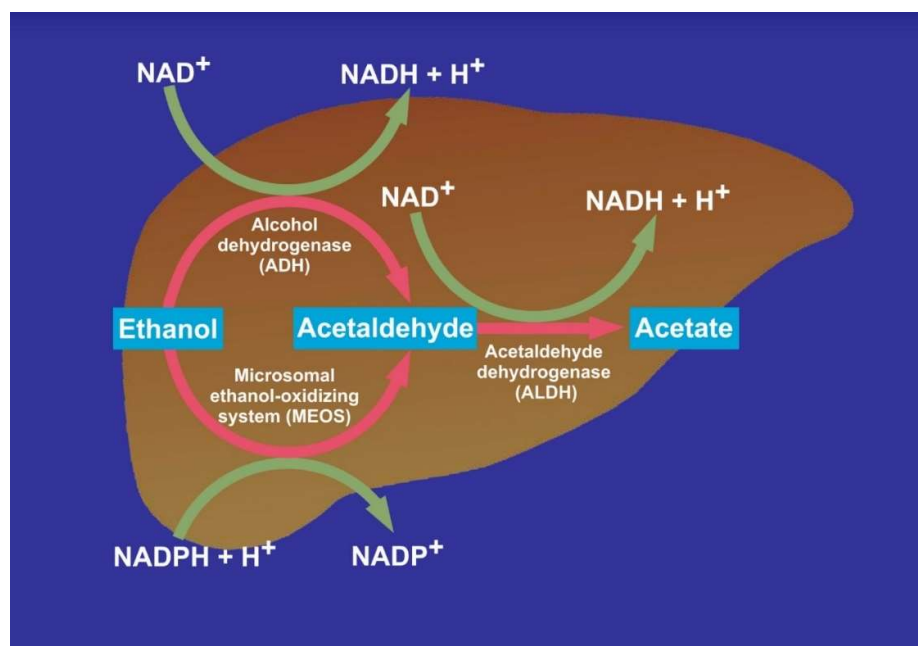 NAD⁺
NADH + H⁺
Alcohol
dehydrogenase
(ADH)
NAD⁺
NADH + H⁺
Ethanol
Acetaldehyde
Acetate
Microsomal
ethanol-oxidizing
system (MEOS)
Acetaldehyde
dehydrogenase
(ALDH)
NADPH + H⁺
NADP⁺